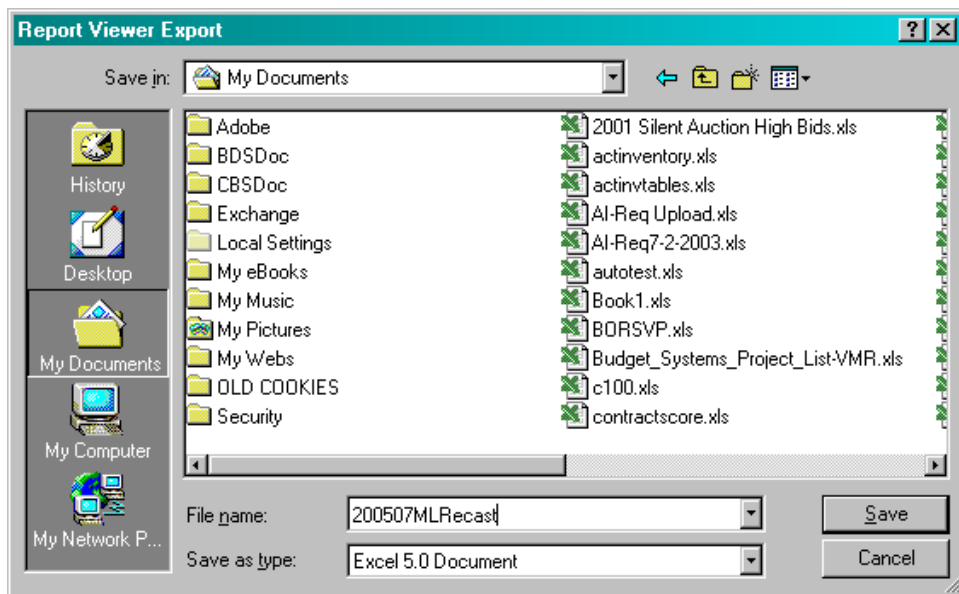 Report Viewer Export
Save in: My Documents
History
Desktop
My Documents
My Computer
My Network P...
Adobe
BDSDoc
CBSDoc
Exchange
Local Settings
My eBooks
My Music
My Pictures
My Webs
OLD COOKIES
Security
2001 Silent Auction High Bids.xls
actinventory.xls
actinvtables.xls
AI-Req Upload.xls
AI-Req7-2-2003.xls
autotest.xls
Book1.xls
BORSVP.xls
Budget_Systems_Project_List-VMR.xls
c100.xls
contractscore.xls
File name: 200507MLRecast Save
Save as type: Excel 5.0 Document Cancel